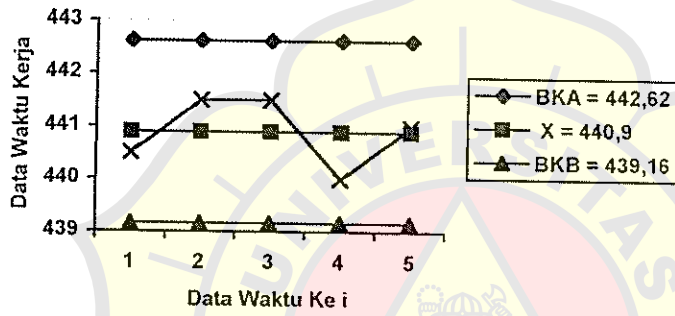 443
442
441
440
439
Data Waktu Kerja
1 2 3 4 5
Data Waktu Ke i
BKA = 442,62
X = 440,9
BKB = 439,16
UNIVERSITAS